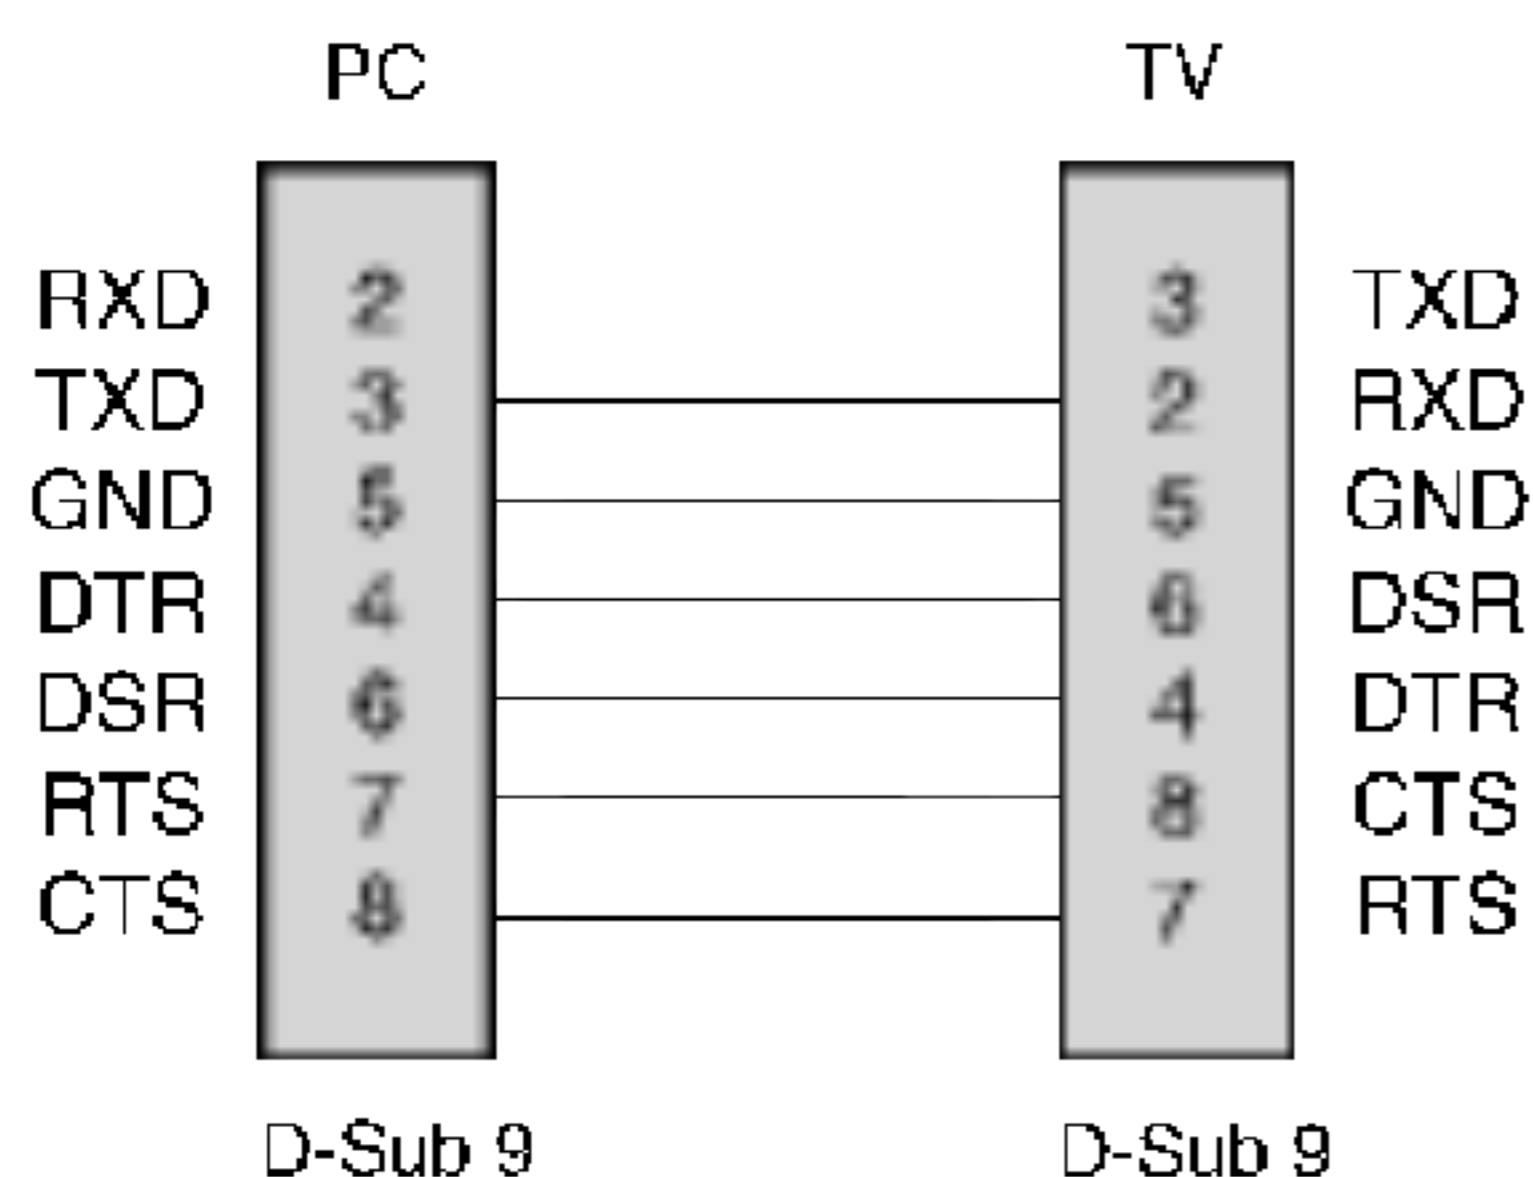 PC TV
RXD 2 3 TXD
TXD 3 2 RXD
GND 5 5 GND
DTR 4 6 DSR
DSR 6 4 DTR
RTS 7 8 CTS
CTS 8 7 RTS
D-Sub 9 D-Sub 9